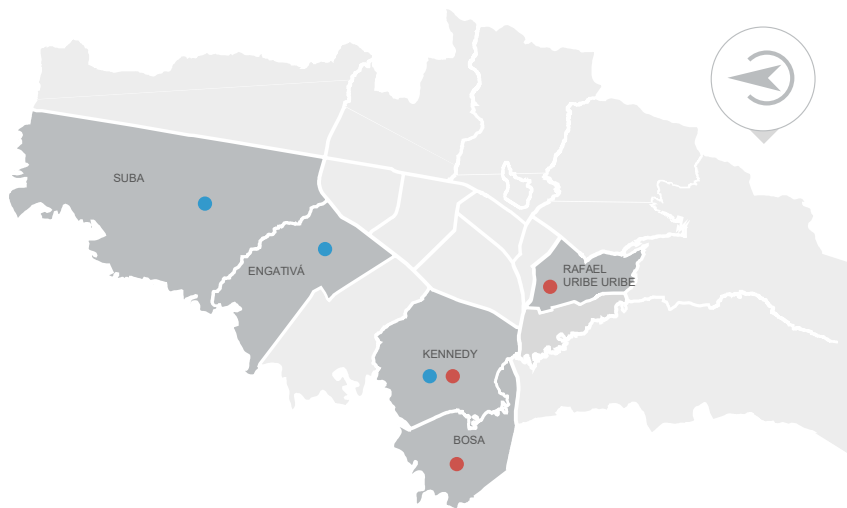 SUBA
ENGATIVÁ
RAFAEL
URIBE URIBE
KENNEDY
BOSA